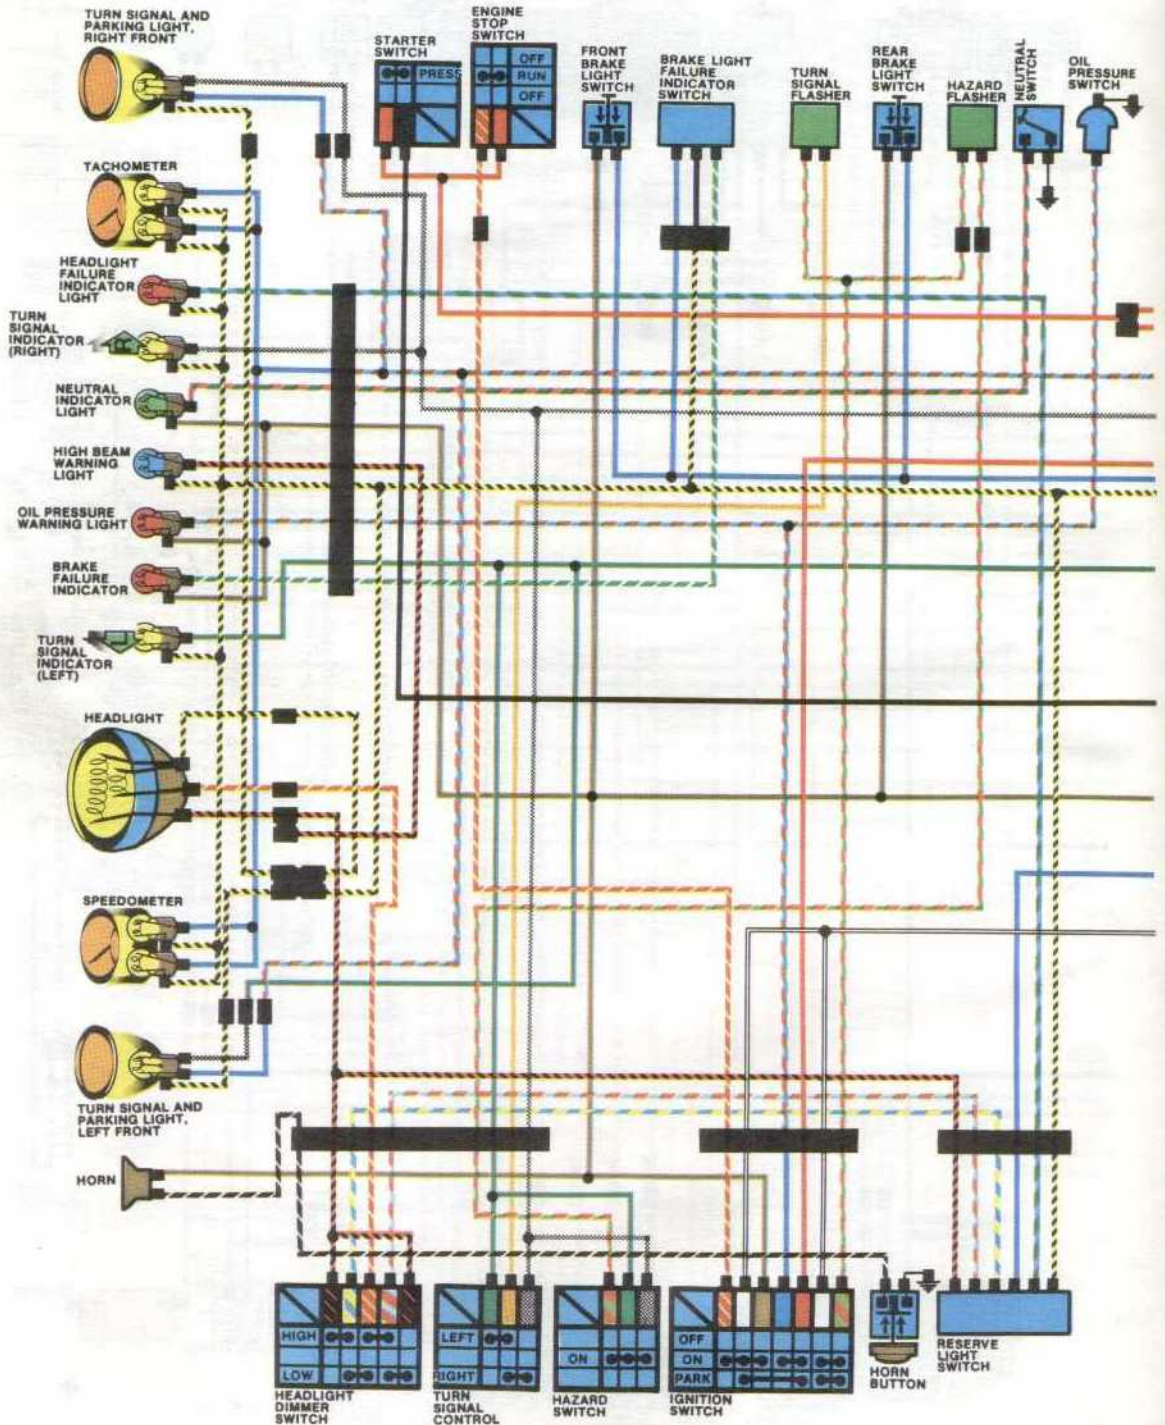 TURN SIGNAL AND
PARKING LIGHT,
RIGHT FRONT
STARTER
SWITCH
PRESS
ENGINE
STOP
SWITCH
OFF
RUN
OFF
FRONT
BRAKE
LIGHT
SWITCH
BRAKE LIGHT
FAILURE
INDICATOR
SWITCH
TURN
SIGNAL
FLASHER
REAR
BRAKE
LIGHT
SWITCH
HAZARD
FLASHER
NEUTRAL
SWITCH
OIL
PRESSURE
SWITCH
TACHOMETER
HEADLIGHT
FAILURE
INDICATOR
LIGHT
TURN
SIGNAL
INDICATOR
(RIGHT)
R
NEUTRAL
INDICATOR
LIGHT
HIGH BEAM
WARNING
LIGHT
OIL PRESSURE
WARNING LIGHT
BRAKE
FAILURE
INDICATOR
TURN
SIGNAL
INDICATOR
(LEFT)
L
HEADLIGHT
SPEEDOMETER
TURN SIGNAL AND
PARKING LIGHT,
LEFT FRONT
HORN
HIGH
LOW
HEADLIGHT
DIMMER
SWITCH
LEFT
RIGHT
TURN
SIGNAL
CONTROL
ON
HAZARD
SWITCH
OFF
ON
PARK
IGNITION
SWITCH
HORN
BUTTON
RESERVE
LIGHT
SWITCH